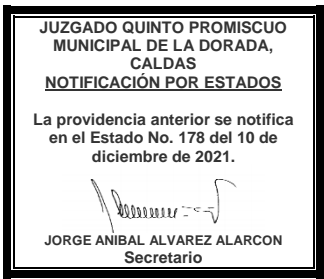 JUZGADO QUINTO PROMISCUO
MUNICIPAL DE LA DORADA,
CALDAS
NOTIFICACIÓN POR ESTADOS
La providencia anterior se notifica
en el Estado No. 178 del 10 de
diciembre de 2021.
JORGE ANIBAL ALVAREZ ALARCON
Secretario